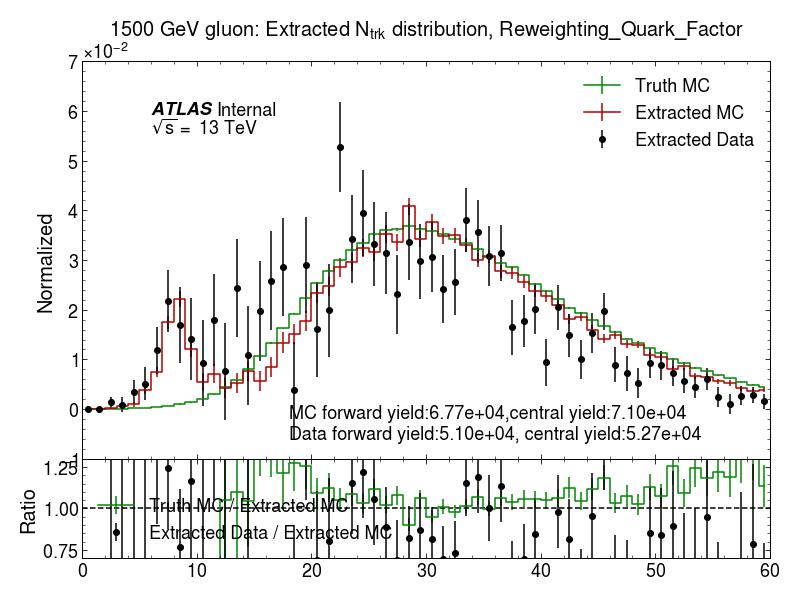 1500 GeV gluon: Extracted Ntrk distribution, Reweighting_Quark_Factor
×10−2
7
6
5
4
3
2
1
0
1
Normalized
ATLAS Internal
√s = 13 TeV
Truth MC
Extracted MC
Extracted Data
MC forward yield:6.77e+04,central yield:7.10e+04
Data forward yield:5.10e+04, central yield:5.27e+04
1.25
1.00
0.75
Ratio
Truth MC / Extracted MC
Extracted Data / Extracted MC
0 10 20 30 40 50 60